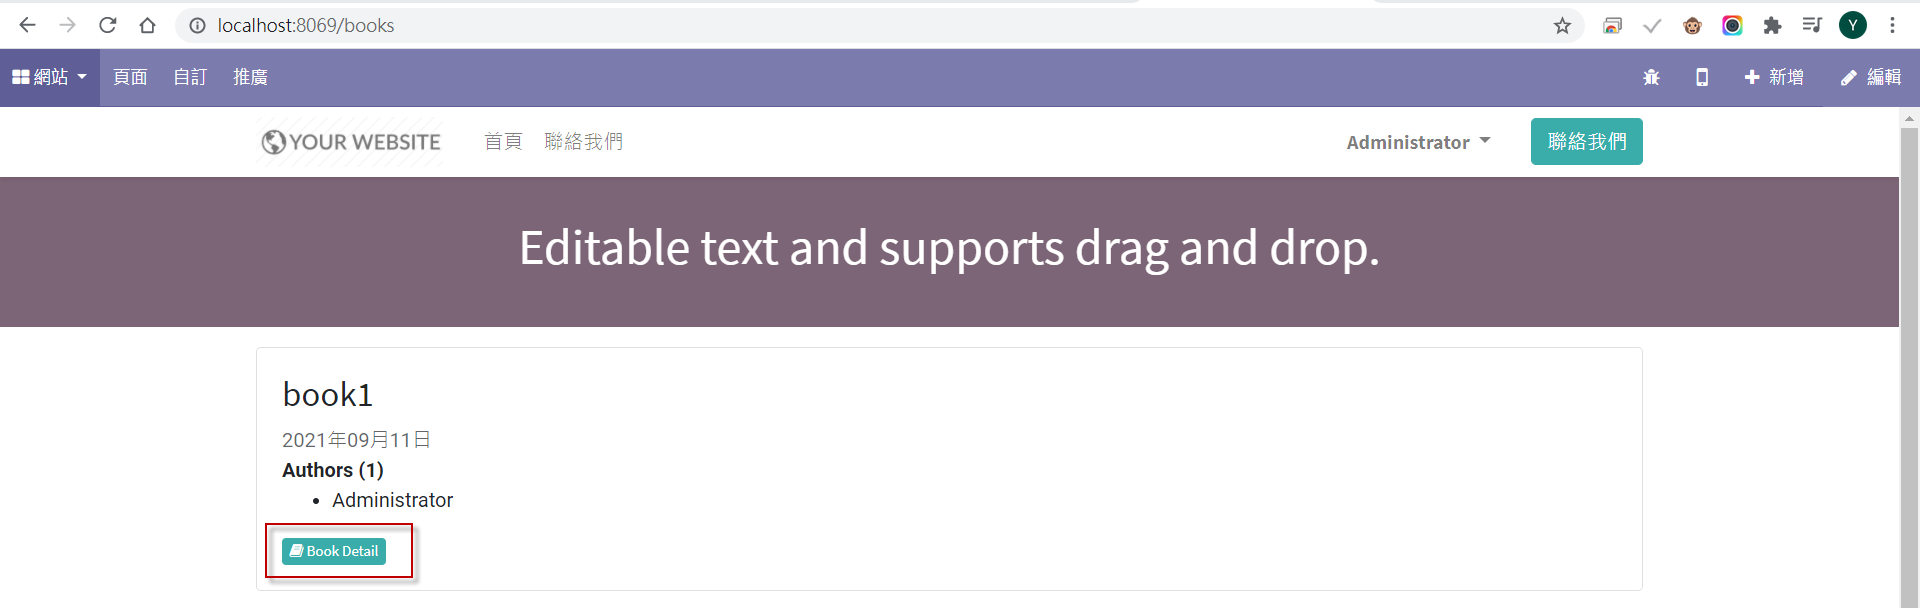 localhost:8069/books
Y
網站 頁面 自訂 推廣 新增 編輯
YOUR WEBSITE 首頁 聯絡我們 Administrator 聯絡我們
Editable text and supports drag and drop.
book1
2021年09月11日
Authors (1)
• Administrator
Book Detail